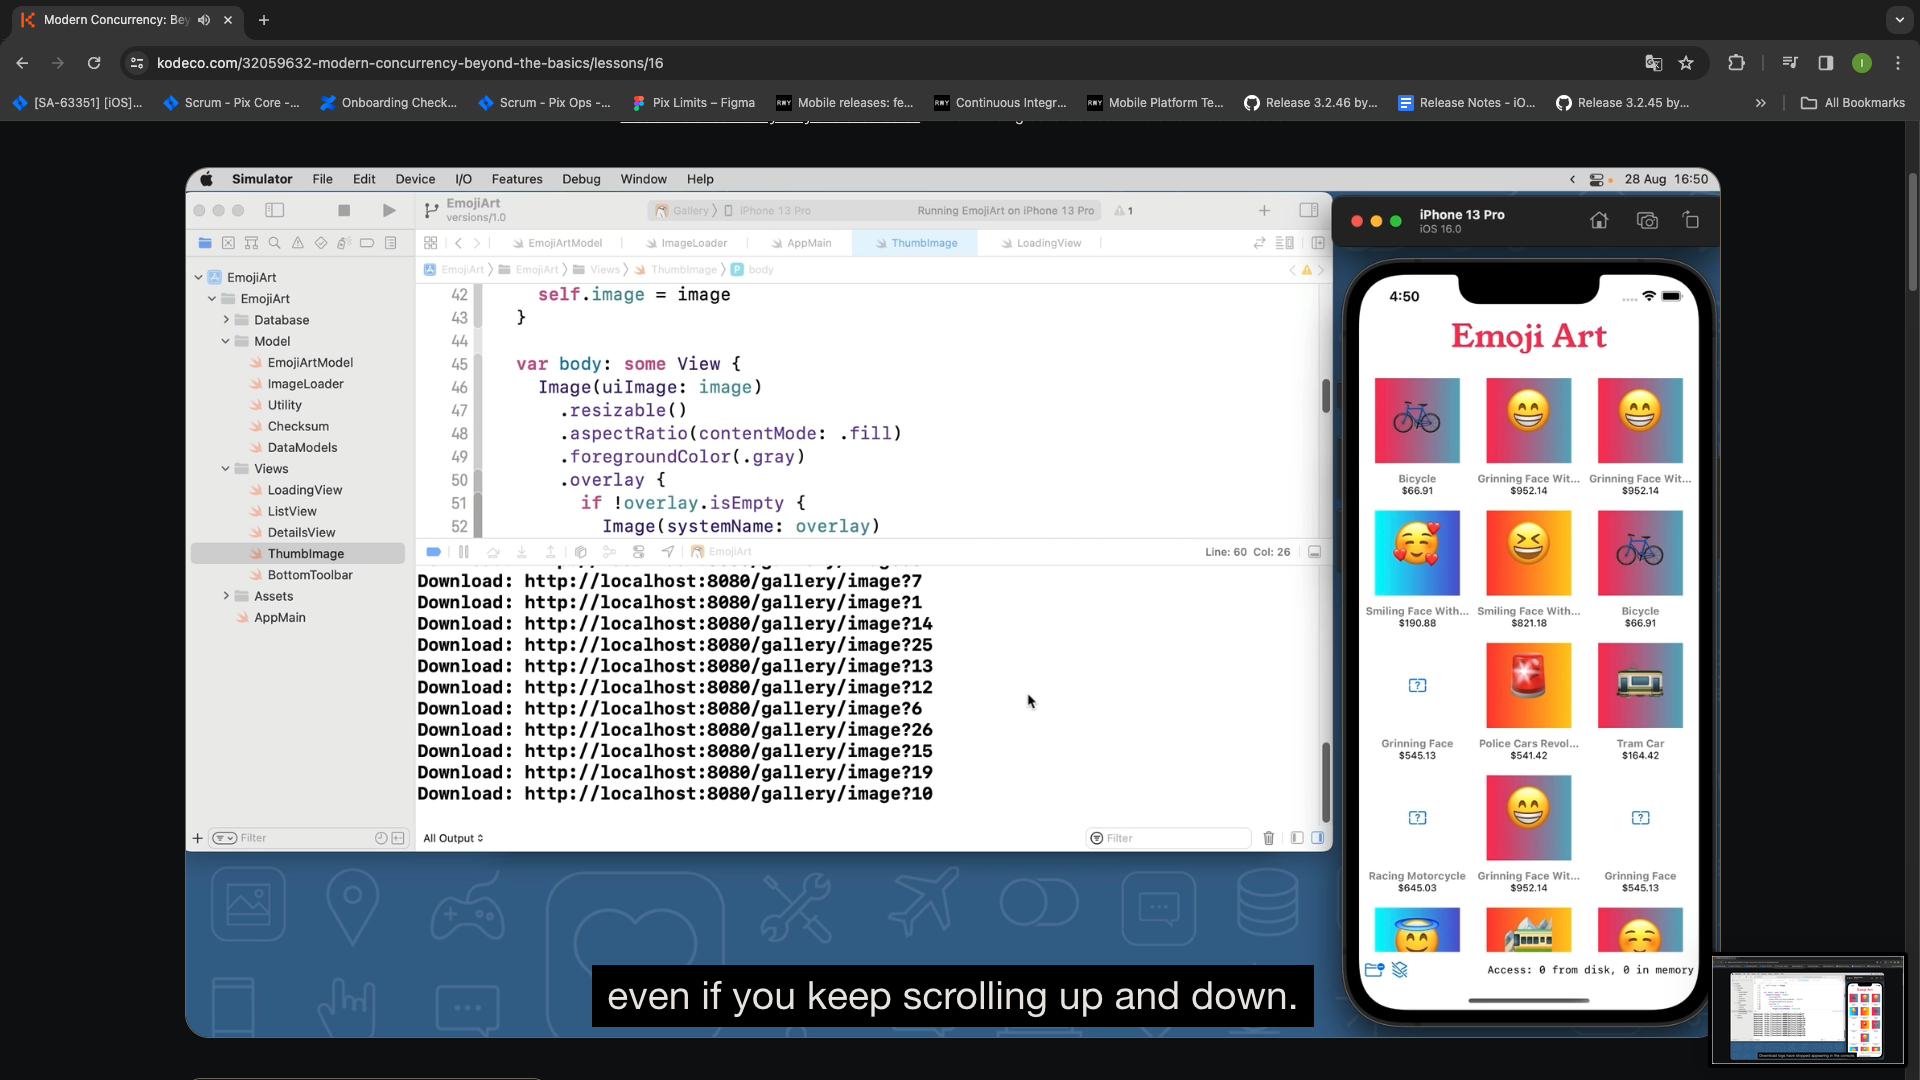 Modern Concurrency: Bey
kodeco.com/32059632-modern-concurrency-beyond-the-basics/lessons/16
I
[SA-63351] [iOS]...
Scrum - Pix Core -...
Onboarding Check...
Scrum - Pix Ops -...
Pix Limits – Figma
Mobile releases: fe...
Continuous Integr...
Mobile Platform Te...
Release 3.2.46 by...
Release Notes - iO...
Release 3.2.45 by...
All Bookmarks
Simulator File Edit Device I/O Features Debug Window Help
28 Aug 16:50
EmojiArt
versions/1.0
Gallery
iPhone 13 Pro
Running EmojiArt on iPhone 13 Pro
1
EmojiArtModel
ImageLoader
AppMain
ThumbImage
LoadingView
EmojiArt
EmojiArt
Views
ThumbImage
P body
EmojiArt
EmojiArt
Database
Model
EmojiArtModel
ImageLoader
Utility
Checksum
DataModels
Views
LoadingView
ListView
DetailsView
ThumbImage
BottomToolbar
Assets
AppMain
Filter
42 self.image = image
43 }
44
45 var body: some View {
46 Image(uiImage: image)
47 .resizable()
48 .aspectRatio(contentMode: .fill)
49 .foregroundColor(.gray)
50 .overlay {
51 if !overlay.isEmpty {
52 Image(systemName: overlay)
EmojiArt
Line: 60 Col: 26
Download: http://localhost:8080/gallery/image?7
Download: http://localhost:8080/gallery/image?1
Download: http://localhost:8080/gallery/image?14
Download: http://localhost:8080/gallery/image?25
Download: http://localhost:8080/gallery/image?13
Download: http://localhost:8080/gallery/image?12
Download: http://localhost:8080/gallery/image?6
Download: http://localhost:8080/gallery/image?26
Download: http://localhost:8080/gallery/image?15
Download: http://localhost:8080/gallery/image?19
Download: http://localhost:8080/gallery/image?10
All Output
Filter
iPhone 13 Pro
iOS 16.0
4:50
Emoji Art
Bicycle
$66.91
Grinning Face Wit...
$952.14
Grinning Face Wit...
$952.14
Smiling Face With...
$190.88
Smiling Face With...
$821.18
Bicycle
$66.91
Grinning Face
$545.13
Police Cars Revol...
$541.42
Tram Car
$164.42
Racing Motorcycle
$645.03
Grinning Face Wit...
$952.14
Grinning Face
$545.13
Access: 0 from disk, 0 in memory
even if you keep scrolling up and down.